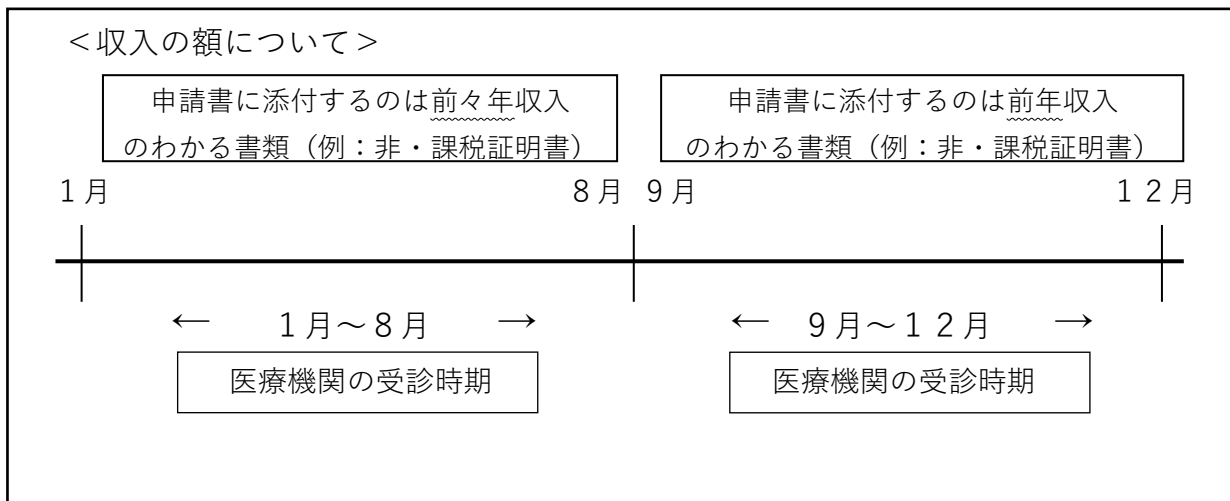 ＜収入の額について＞
申請書に添付するのは前々年収入
のわかる書類（例：非・課税証明書）
申請書に添付するのは前年収入
のわかる書類（例：非・課税証明書）
１月
８月
９月
１２月
← １月～８月 →
← ９月～１２月 →
医療機関の受診時期
医療機関の受診時期